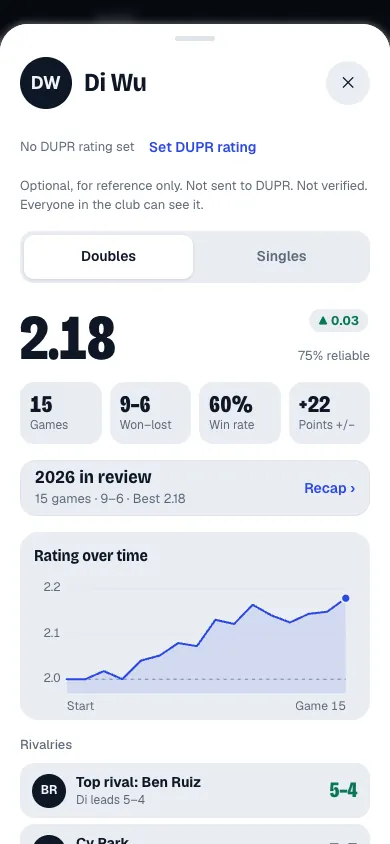 DW
Di Wu
No DUPR rating set Set DUPR rating
Optional, for reference only. Not sent to DUPR. Not verified.
Everyone in the club can see it.
Doubles
Singles
2.18
▲ 0.03
75% reliable
15
Games
9–6
Won–lost
60%
Win rate
+22
Points +/−
2026 in review
15 games · 9–6 · Best 2.18
Recap ›
Rating over time
2.2
2.1
2.0
Start
Game 15
Rivalries
BR
Top rival: Ben Ruiz
Di leads 5–4
5–4
Cy Park